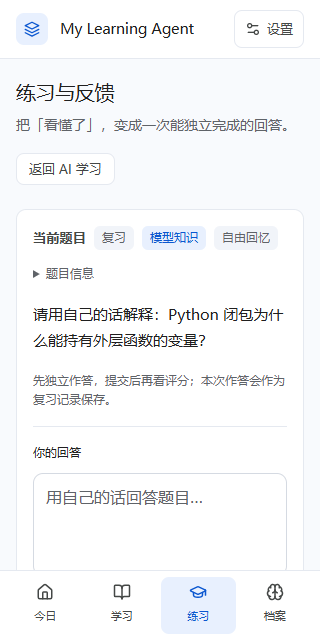 My Learning Agent
设置
练习与反馈
把「看懂了」，变成一次能独立完成的回答。
返回 AI 学习
当前题目 复习 模型知识 自由回忆
▶ 题目信息
请用自己的话解释：Python 闭包为什
么能持有外层函数的变量？
先独立作答，提交后再看评分；本次作答会作为
复习记录保存。
你的回答
用自己的话回答题目...
今日 学习 练习 档案